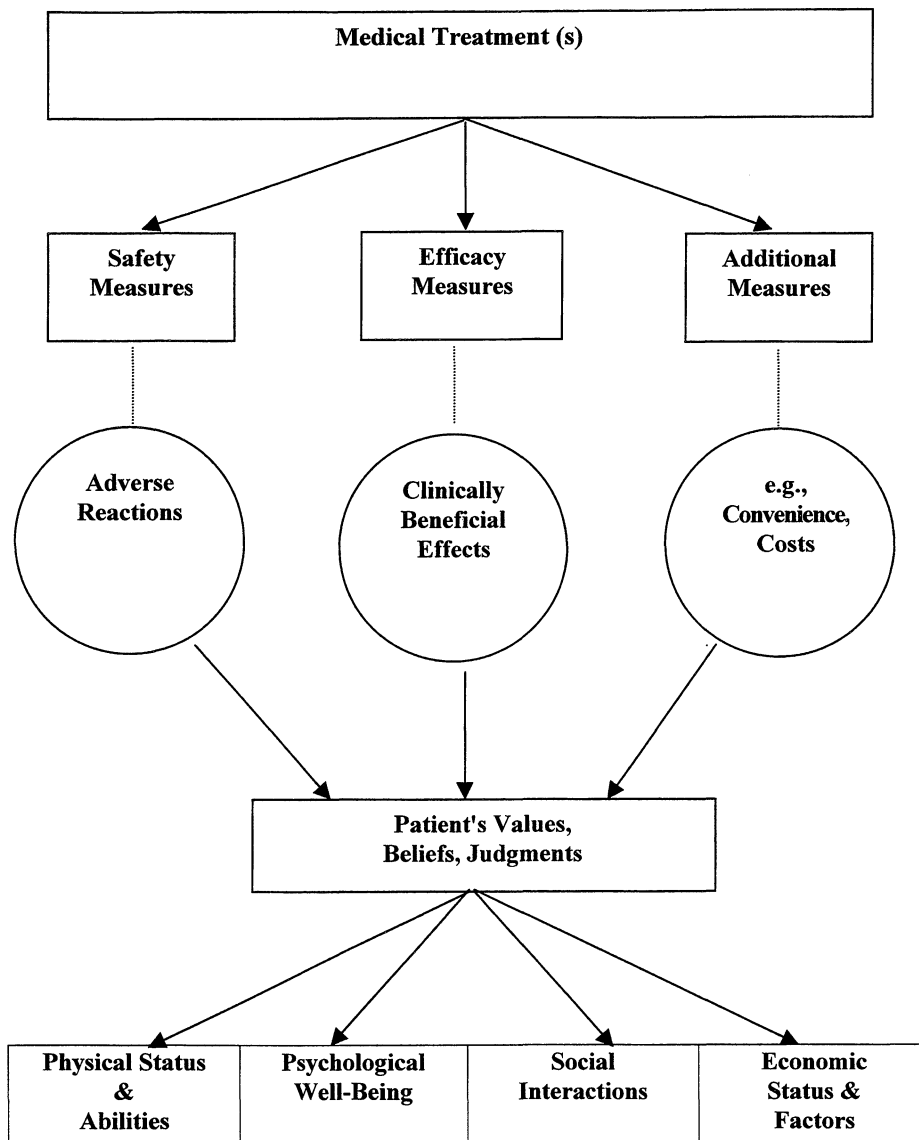 Medical Treatment (s)
Safety
Measures
Efficacy
Measures
Additional
Measures
Adverse
Reactions
Clinically
Beneficial
Effects
e.g.,
Convenience,
Costs
Patient's Values,
Beliefs, Judgments
Physical Status
&
Abilities
Psychological
Well-Being
Social
Interactions
Economic
Status &
Factors